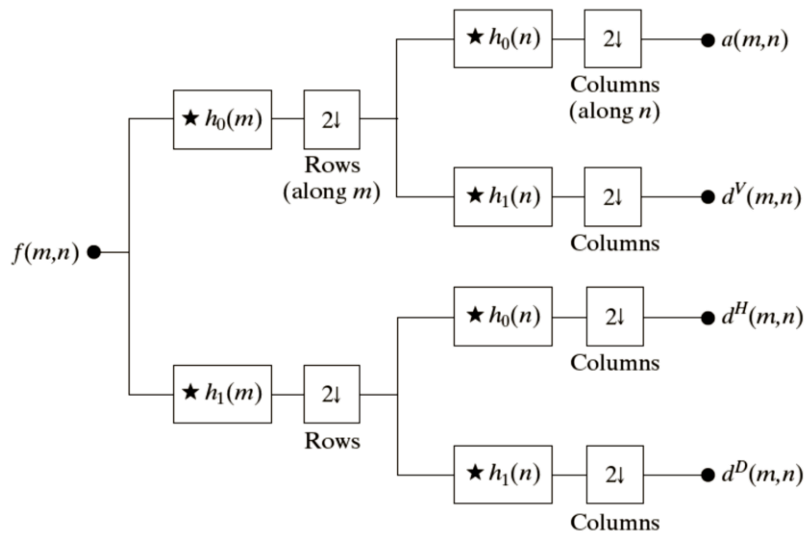 ★ h₀(n)
2↓
a(m,n)
Columns
(along n)
★ h₀(m)
2↓
Rows
(along m)
★ h₁(n)
2↓
dⱽ(m,n)
Columns
f(m,n)
★ h₀(n)
2↓
dᴴ(m,n)
Columns
★ h₁(m)
2↓
Rows
★ h₁(n)
2↓
dᴰ(m,n)
Columns